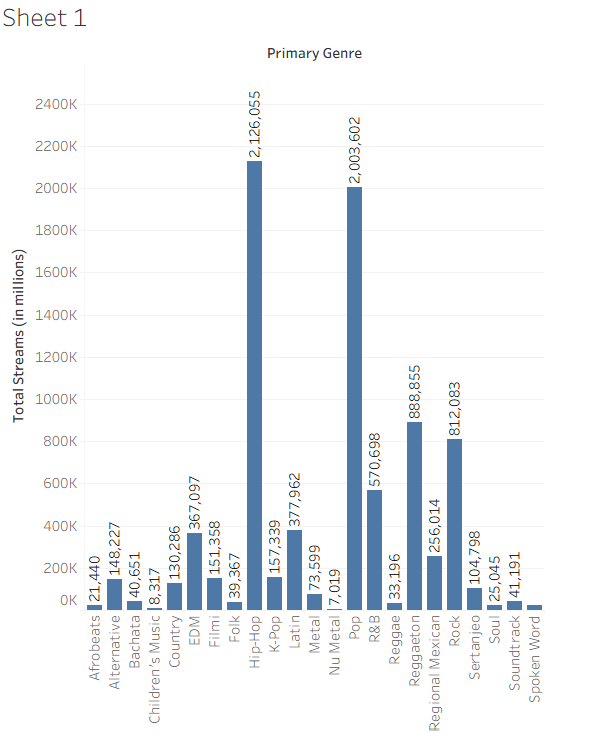 Sheet 1
Primary Genre
Total Streams (in millions)
2400K
2200K
2000K
1800K
1600K
1400K
1200K
1000K
800K
600K
400K
200K
0K
21,440
148,227
40,651
8,317
130,286
367,097
151,358
39,367
2,126,055
157,339
377,962
73,599
7,019
2,003,602
570,698
33,196
888,855
256,014
812,083
104,798
25,045
41,191
Afrobeats
Alternative
Bachata
Children's Music
Country
EDM
Filmi
Folk
Hip-Hop
K-Pop
Latin
Metal
Nu Metal
Pop
R&B
Reggae
Reggaeton
Regional Mexican
Rock
Sertanjeo
Soul
Soundtrack
Spoken Word